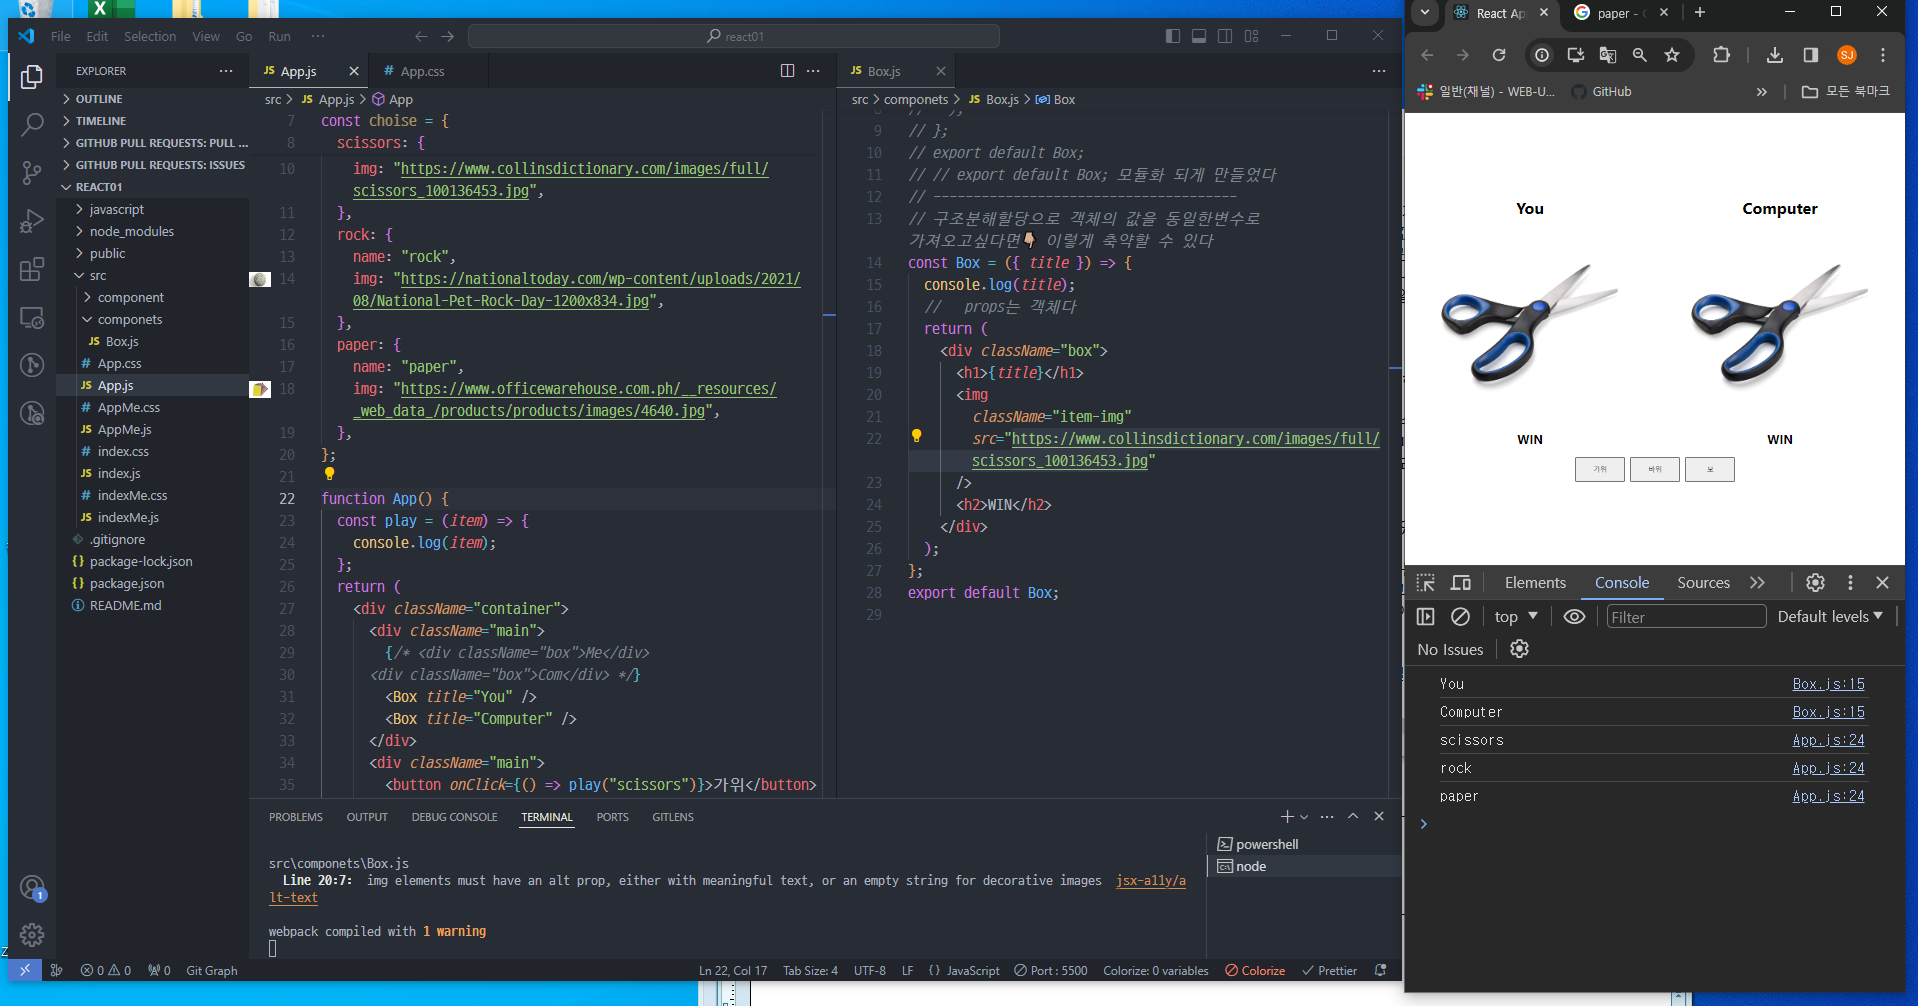 File Edit Selection View Go Run ···
react01
EXPLORER ···
OUTLINE
TIMELINE
GITHUB PULL REQUESTS: PULL ...
GITHUB PULL REQUESTS: ISSUES
REACT01
javascript
node_modules
public
src
component
componets
JS Box.js
# App.css
JS App.js
# AppMe.css
JS AppMe.js
# index.css
JS index.js
# indexMe.css
JS indexMe.js
.gitignore
{} package-lock.json
{} package.json
README.md
JS App.js
# App.css
src > JS App.js > App
7 const choise = {
8 scissors: {
10 img: "https://www.collinsdictionary.com/images/full/
scissors_100136453.jpg",
11 },
12 rock: {
13 name: "rock",
14 img: "https://nationaltoday.com/wp-content/uploads/2021/
08/National-Pet-Rock-Day-1200x834.jpg",
15 },
16 paper: {
17 name: "paper",
18 img: "https://www.officewarehouse.com.ph/__resources/
_web_data_/products/products/images/4640.jpg",
19 },
20 };
21
22 function App() {
23 const play = (item) => {
24 console.log(item);
25 };
26 return (
27 <div className="container">
28 <div className="main">
29 {/* <div className="box">Me</div>
30 <div className="box">Com</div> */}
31 <Box title="You" />
32 <Box title="Computer" />
33 </div>
34 <div className="main">
35 <button onClick={() => play("scissors")}>가위</button>
JS Box.js
src > componets > JS Box.js > Box
8 // );
9 // };
10 // export default Box;
11 // // export default Box; 모듈화 되게 만들었다
12 // --------------------------------------
13 // 구조분해할당으로 객체의 값을 동일한변수로
가져오고싶다면👇 이렇게 축약할 수 있다
14 const Box = ({ title }) => {
15 console.log(title);
16 // props는 객체다
17 return (
18 <div className="box">
19 <h1>{title}</h1>
20 <img
21 className="item-img"
22 src="https://www.collinsdictionary.com/images/full/
scissors_100136453.jpg"
23 />
24 <h2>WIN</h2>
25 </div>
26 );
27 };
28 export default Box;
29
PROBLEMS OUTPUT DEBUG CONSOLE TERMINAL PORTS GITLENS
src\componets\Box.js
Line 20:7: img elements must have an alt prop, either with meaningful text, or an empty string for decorative images jsx-a11y/a
lt-text
webpack compiled with 1 warning
powershell
node
0 0 0 Git Graph
Ln 22, Col 17 Tab Size: 4 UTF-8 LF {} JavaScript Port : 5500 Colorize: 0 variables Colorize Prettier
1
React Ap
paper -
SJ
일반(채널) - WEB-U... GitHub » 모든 북마크
You Computer
WIN WIN
가위 바위 보
Elements Console Sources »
top Filter Default levels
No Issues
You Box.js:15
Computer Box.js:15
scissors App.js:24
rock App.js:24
paper App.js:24